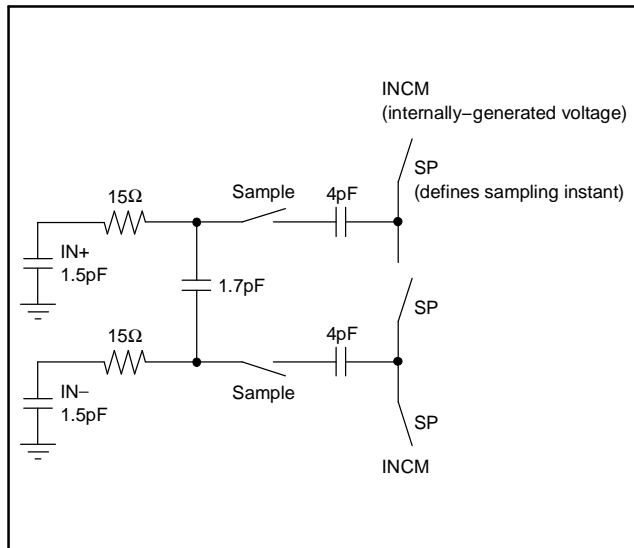 INCM
(internally−generated voltage)
SP
(defines sampling instant)
15Ω
Sample
4pF
IN+
1.5pF
1.7pF
15Ω
4pF
SP
IN−
1.5pF
Sample
SP
INCM